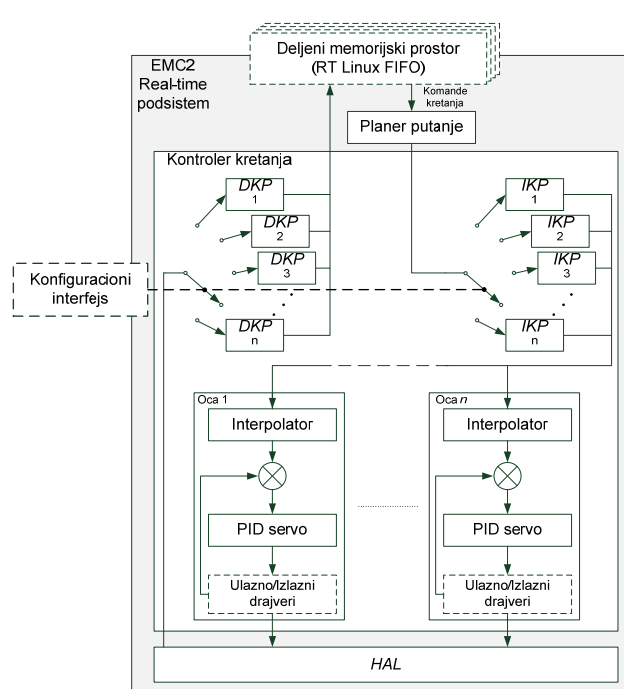 Deljeni memorijski prostor
(RT Linux FIFO)
EMC2
Real-time
podsistem
Komande
kretanja
Planer putanje
Kontroler kretanja
DKP
1
DKP
2
DKP
3
DKP
n
IKP
1
IKP
2
IKP
3
IKP
n
Konfiguracioni
interfejs
Oca 1
Interpolator
PID servo
Ulazno/Izlazni
drajveri
Oca n
Interpolator
PID servo
Ulazno/Izlazni
drajveri
HAL